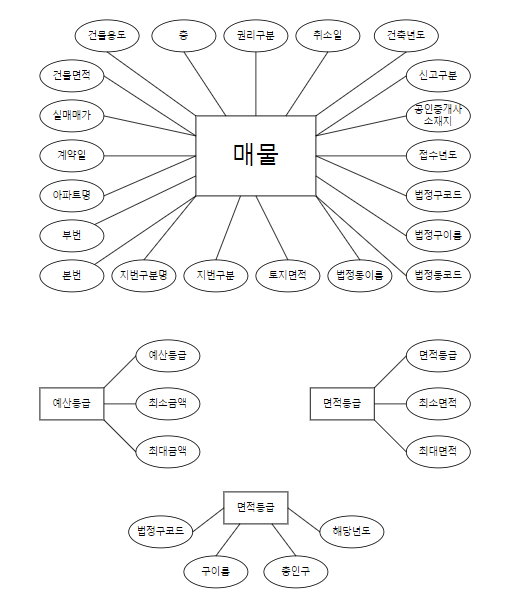 건물용도
층
권리구분
취소일
건축년도
건물면적
신고구분
실매매가
공인중개사
소재지
매물
계약일
접수년도
아파트명
법정구코드
부번
법정구이름
본번
지번구분명
지번구분
토지면적
법정동이름
법정동코드
예산등급
면적등급
예산등급
최소금액
면적등급
최소면적
최대금액
최대면적
면적등급
법정구코드
해당년도
구이름
총인구